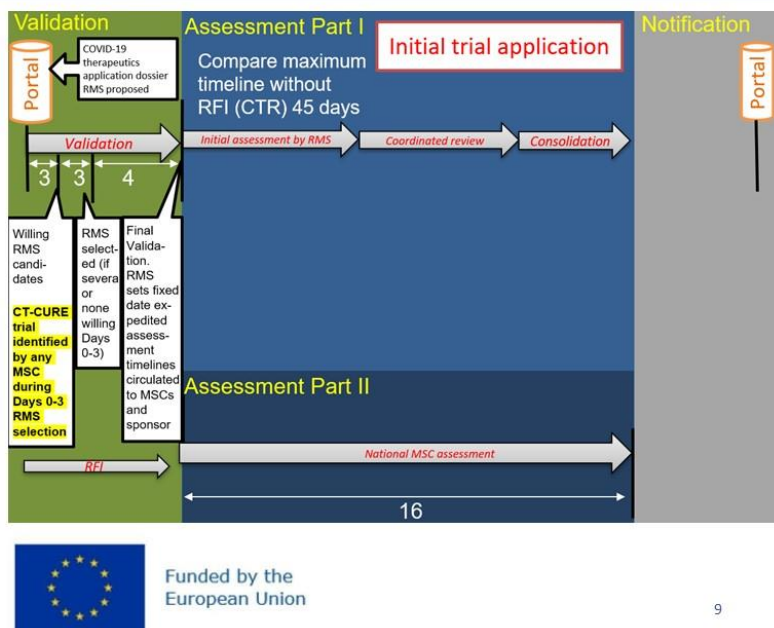 Validation
Portal
COVID-19
therapeutics
application dossier
RMS proposed
Validation
3
3
4
Willing
RMS
candi-
dates
CT-CURE
trial
identified
by any
MSC
during
Days 0-3
RMS
selection
RMS
select-
ed (if
severa
or
none
willing
Days
0-3)
Final
Valida-
tion.
RMS
sets fixed
date ex-
pedited
assess-
ment
timelines
circulated
to MSCs
and
sponsor
RFI
Assessment Part I
Compare maximum
timeline without
RFI (CTR) 45 days
Initial trial application
Initial assessment by RMS
Coordinated review
Consolidation
Assessment Part II
National MSC assessment
16
Notification
Portal
Funded by the
European Union
9